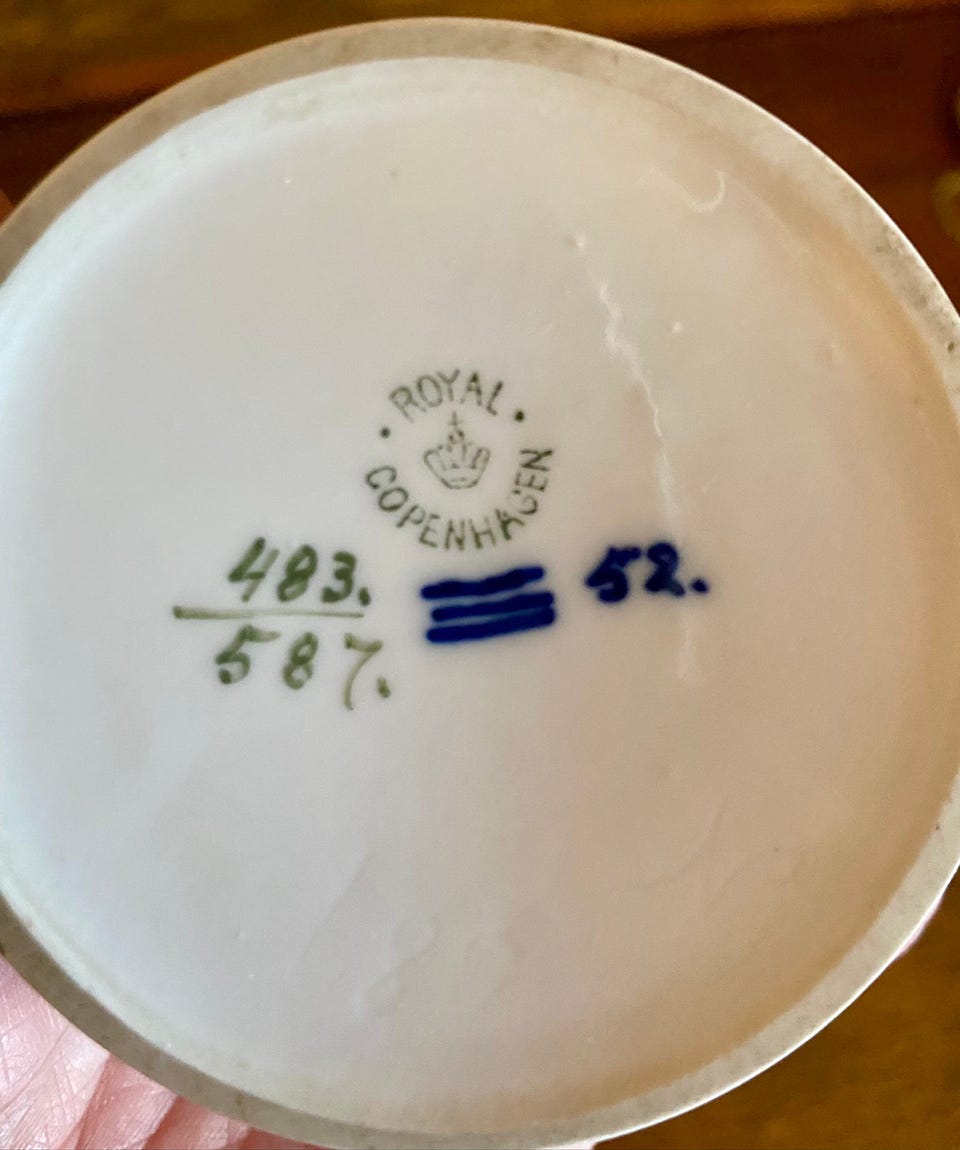 ROYAL
COPENHAGEN
483.
587.
52.